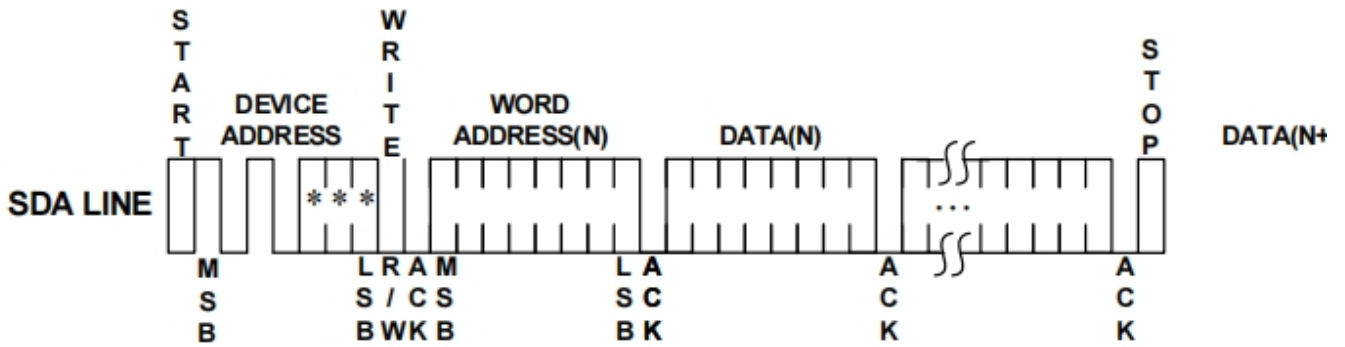 START
WRITE
STOP
DEVICE
ADDRESS
WORD
ADDRESS(N)
DATA(N)
DATA(N+
SDA LINE
* * *
...
MSB
LSB
R/W
ACK
MSB
LSB
ACK
ACK
ACK